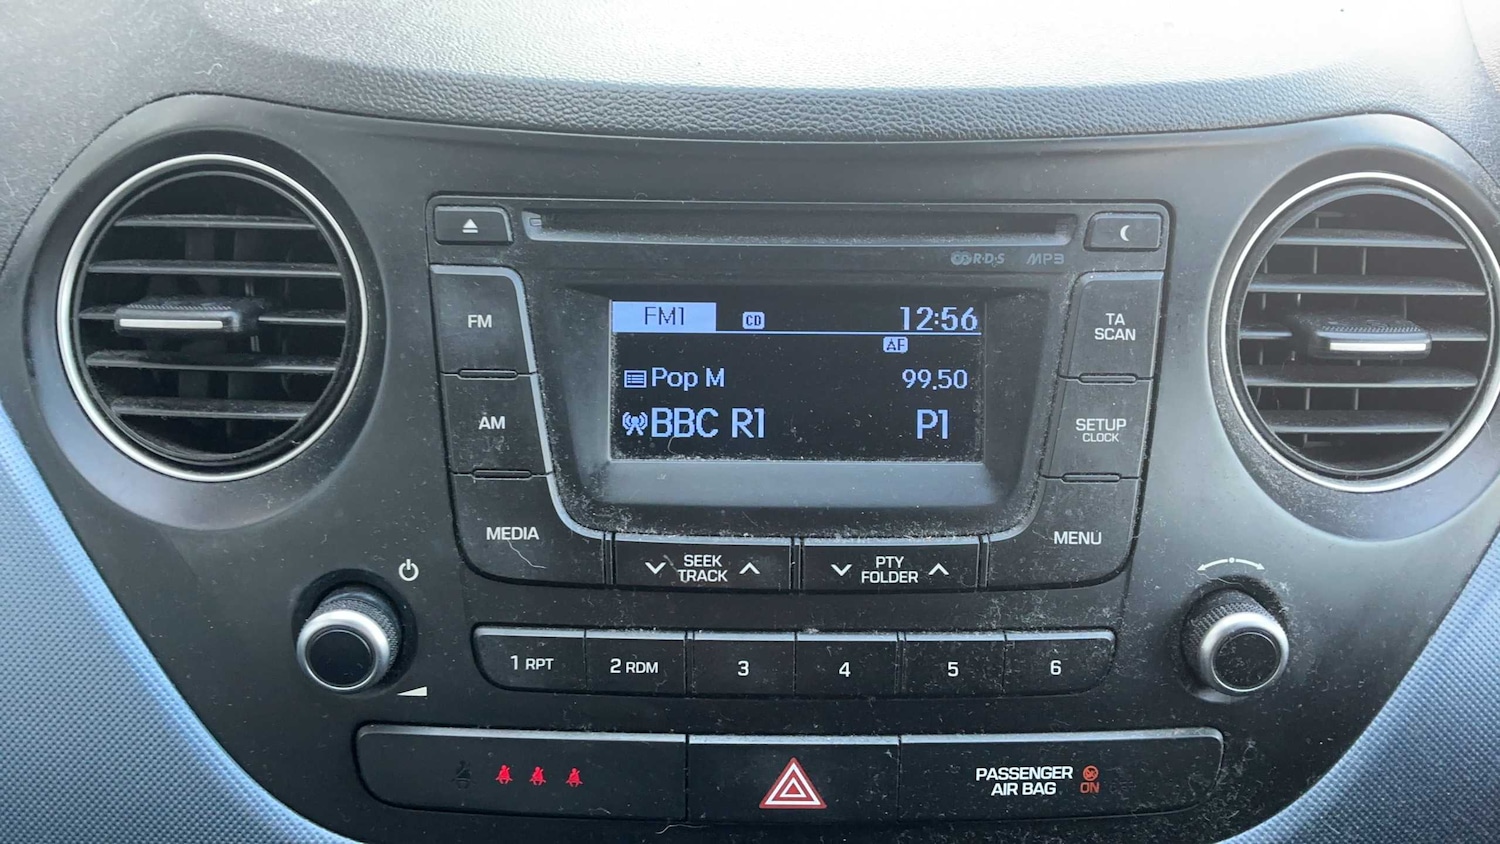 R·D·S MP3
FM
AM
MEDIA
FM1 CD 12:56
AF
Pop M 99.50
BBC R1 P1
TA
SCAN
SETUP
CLOCK
MENU
SEEK
TRACK
PTY
FOLDER
1 RPT 2 RDM 3 4 5 6
PASSENGER
AIR BAG ON